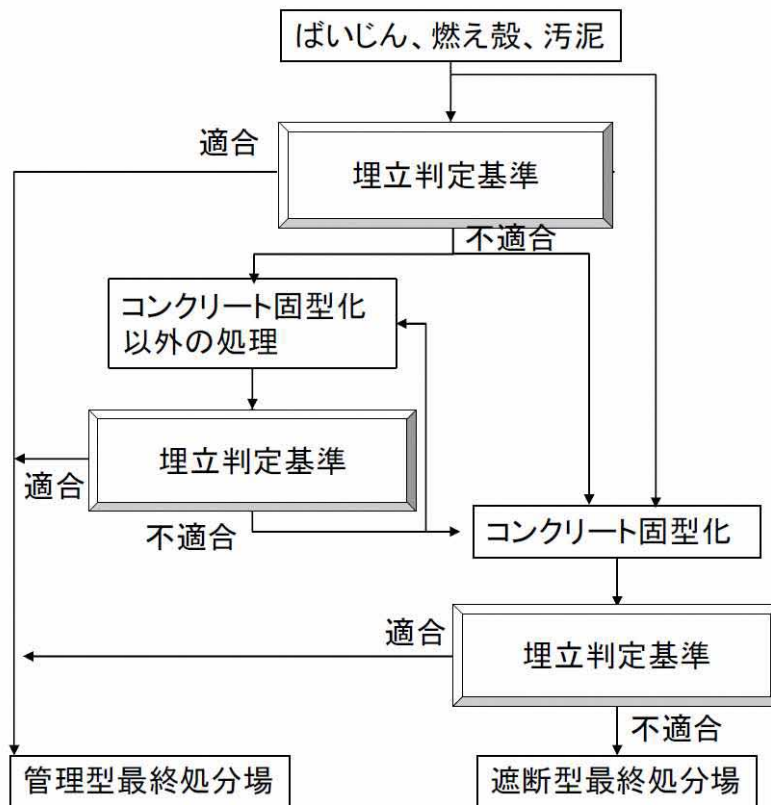 ばいじん、燃え殻、汚泥
適合
埋立判定基準
不適合
コンクリート固型化
以外の処理
埋立判定基準
適合
不適合
コンクリート固型化
適合
埋立判定基準
不適合
管理型最終処分場
遮断型最終処分場